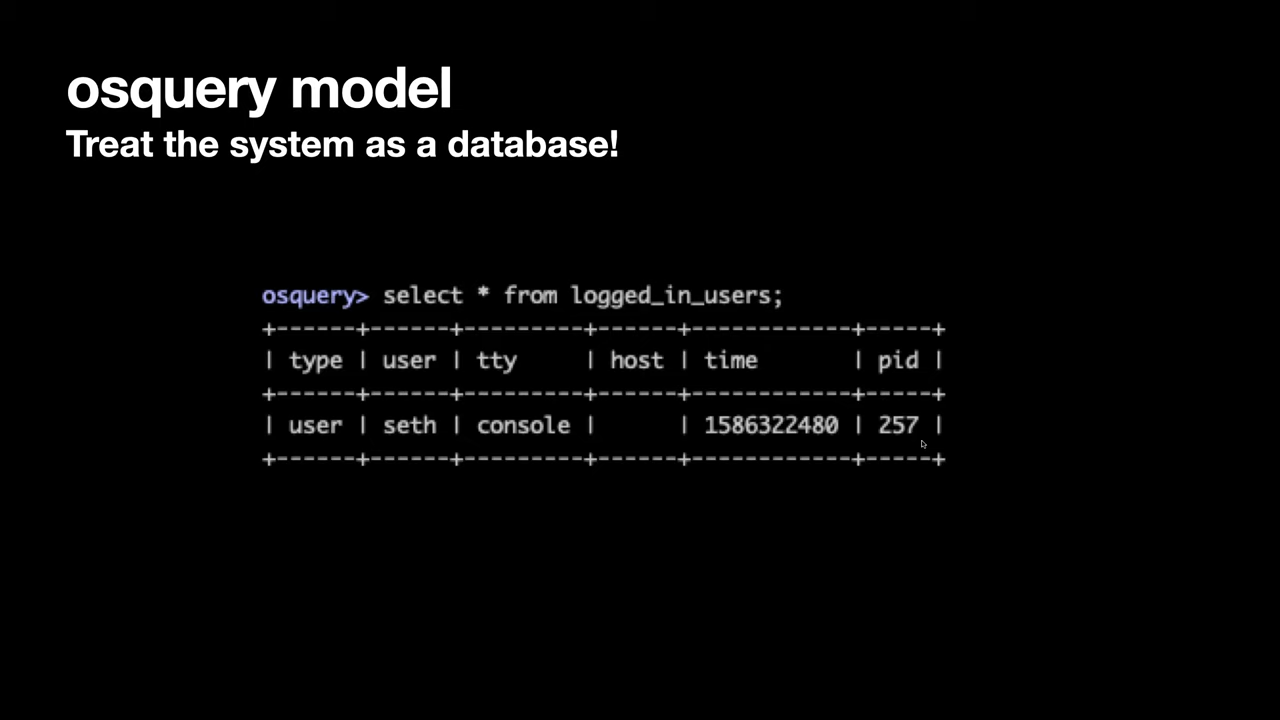 osquery model
Treat the system as a database!
osquery> select * from logged_in_users;
+------+------+---------+------+------------+-----+
| type | user | tty     | host | time       | pid |
+------+------+---------+------+------------+-----+
| user | seth | console |      | 1586322480 | 257 |
+------+------+---------+------+------------+-----+